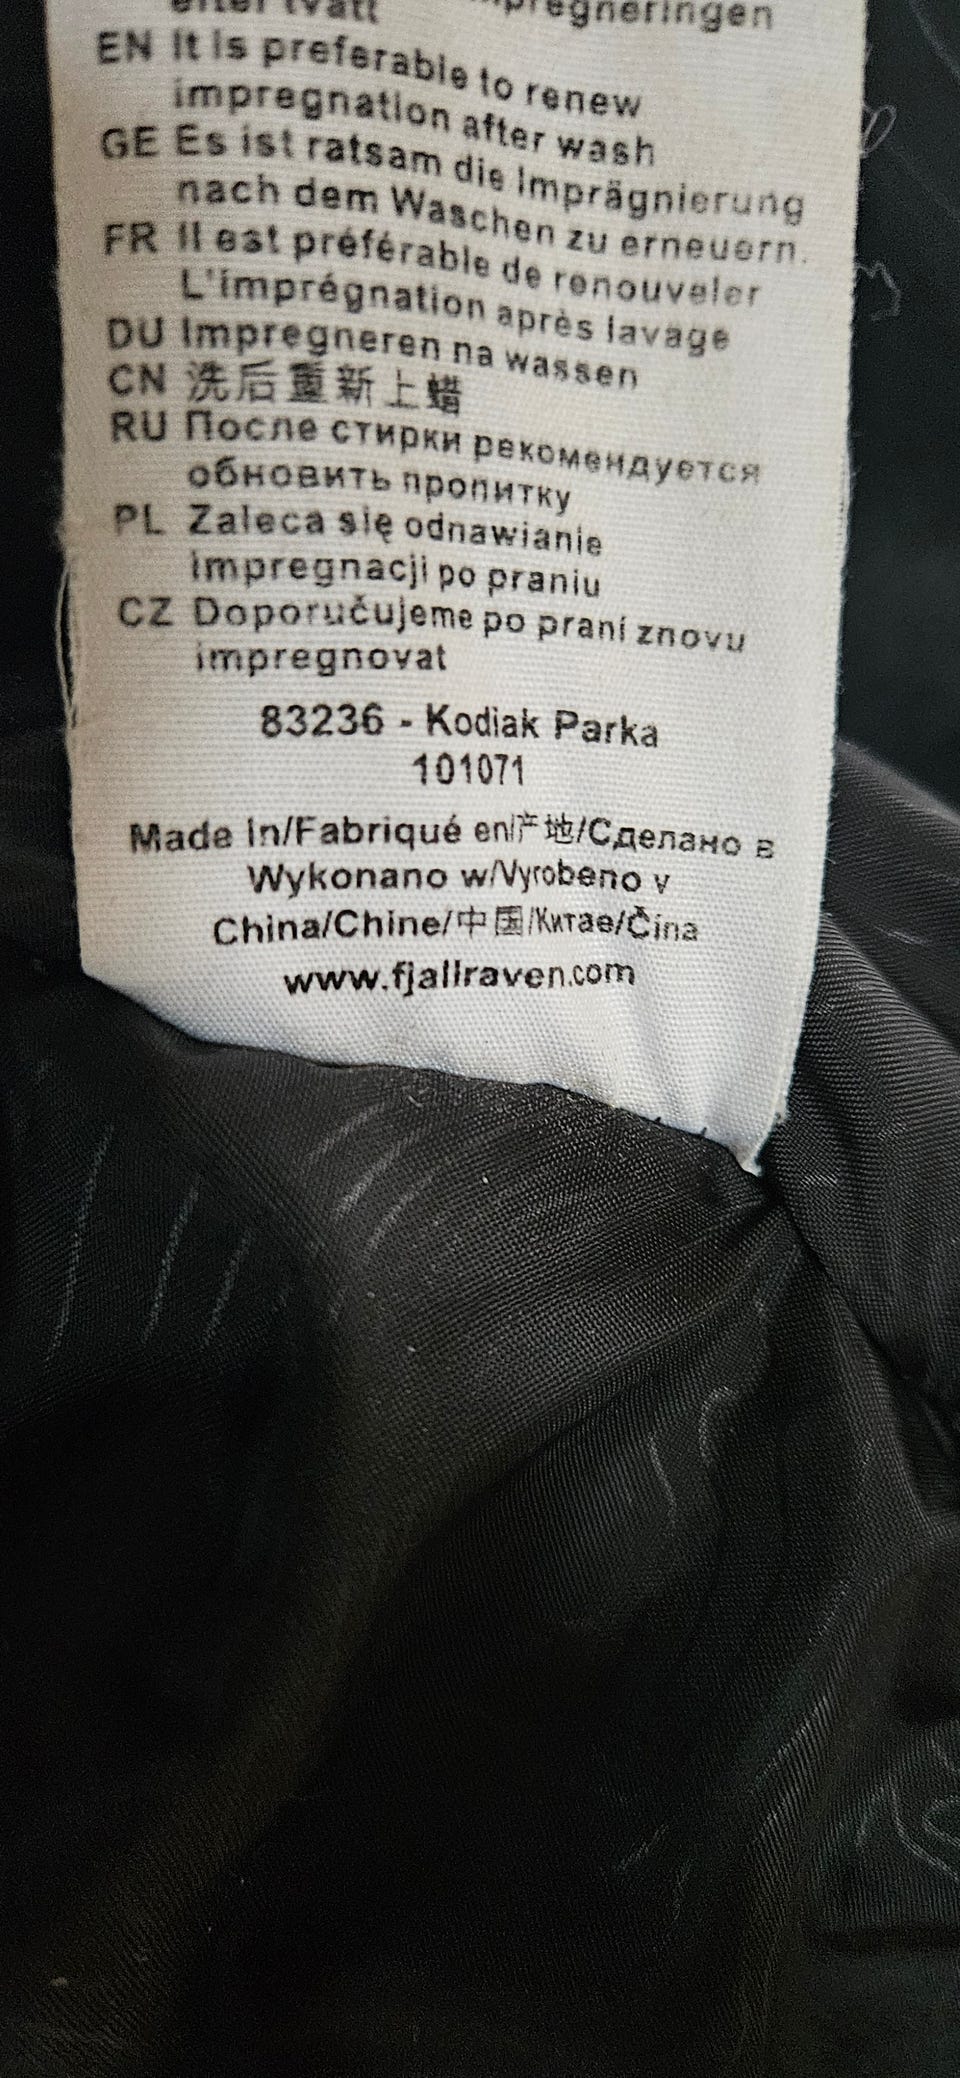 efter tvätt impregneringen
EN It is preferable to renew
impregnation after wash
GE Es ist ratsam die Imprägnierung
nach dem Waschen zu erneuern.
FR Il est préférable de renouveler
L'imprégnation après lavage
DU Impregneren na wassen
CN 洗后重新上蜡
RU После стирки рекомендуется
обновить пропитку
PL Zaleca się odnawianie
impregnacji po praniu
CZ Doporučujeme po praní znovu
impregnovat
83236 - Kodiak Parka
101071
Made In/Fabriqué en/产地/Сделано в
Wykonano w/Vyrobeno v
China/Chine/中国/Китае/Čína
www.fjallraven.com